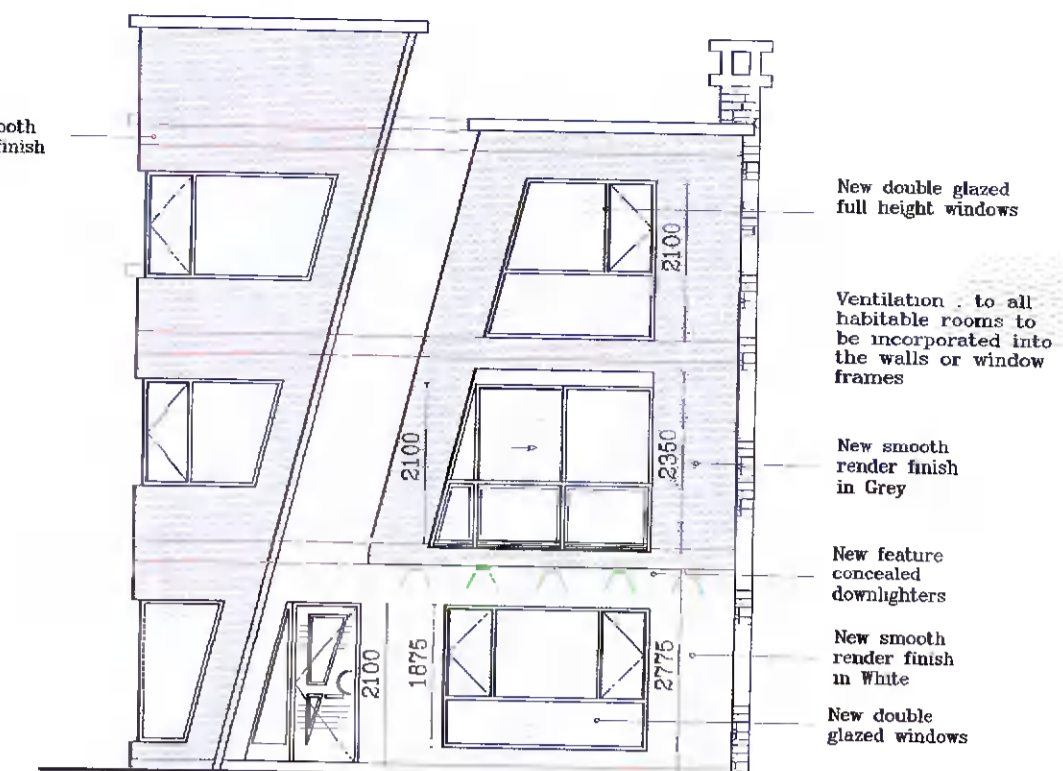 finish
New double glazed
full height windows
2100
Ventilation . to all
habitable rooms to
be incorporated into
the walls or window
frames
2100
2350
New smooth
render finish
in Grey
New feature
concealed
downlighters
2100
1875
2775
New smooth
render finish
in White
New double
glazed windows